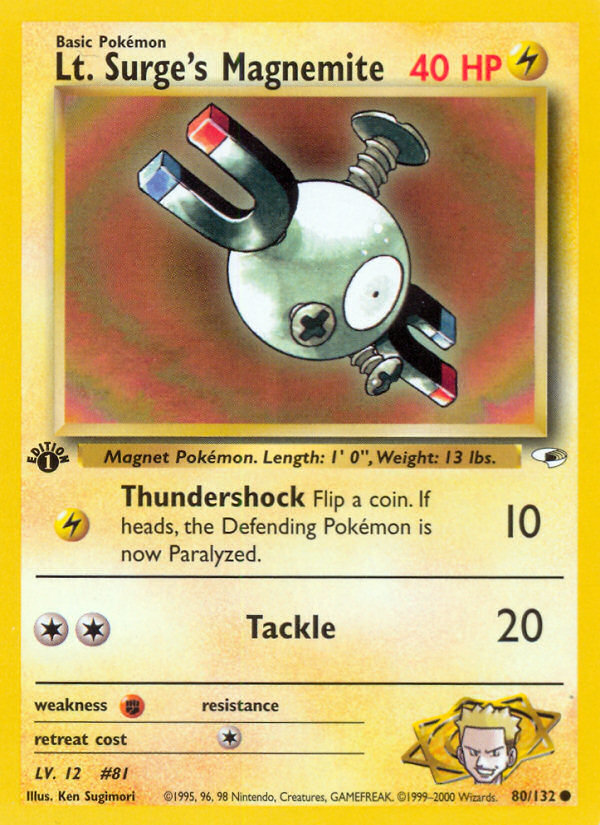 Basic Pokémon
Lt. Surge's Magnemite 40 HP
EDITION
1
Magnet Pokémon. Length: 1' 0", Weight: 13 lbs.
Thundershock Flip a coin. If
heads, the Defending Pokémon is
now Paralyzed.
10
Tackle 20
weakness resistance
retreat cost
LV. 12 #81
Illus. Ken Sugimori ©1995, 96, 98 Nintendo, Creatures, GAMEFREAK. ©1999-2000 Wizards. 80/132